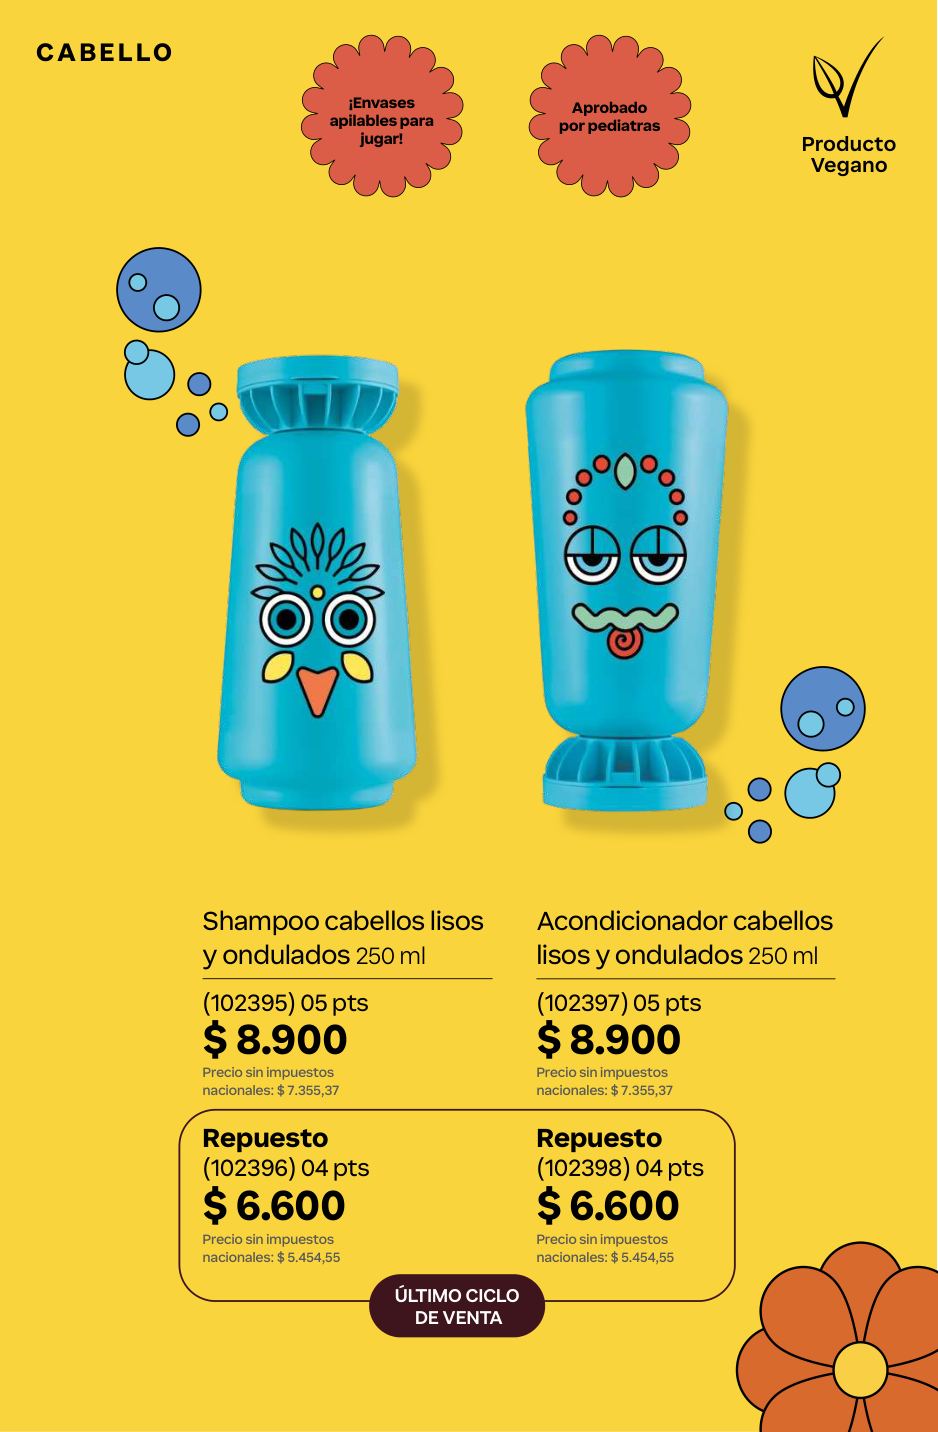 CABELLO
¡Envases
apilables para
jugar!
Aprobado
por pediatras
Producto
Vegano
Shampoo cabellos lisos
y ondulados 250 ml
(102395) 05 pts
$ 8.900
Precio sin impuestos
nacionales: $ 7.355,37
Acondicionador cabellos
lisos y ondulados 250 ml
(102397) 05 pts
$ 8.900
Precio sin impuestos
nacionales: $ 7.355,37
Repuesto
(102396) 04 pts
$ 6.600
Precio sin impuestos
nacionales: $ 5.454,55
Repuesto
(102398) 04 pts
$ 6.600
Precio sin impuestos
nacionales: $ 5.454,55
ÚLTIMO CICLO
DE VENTA